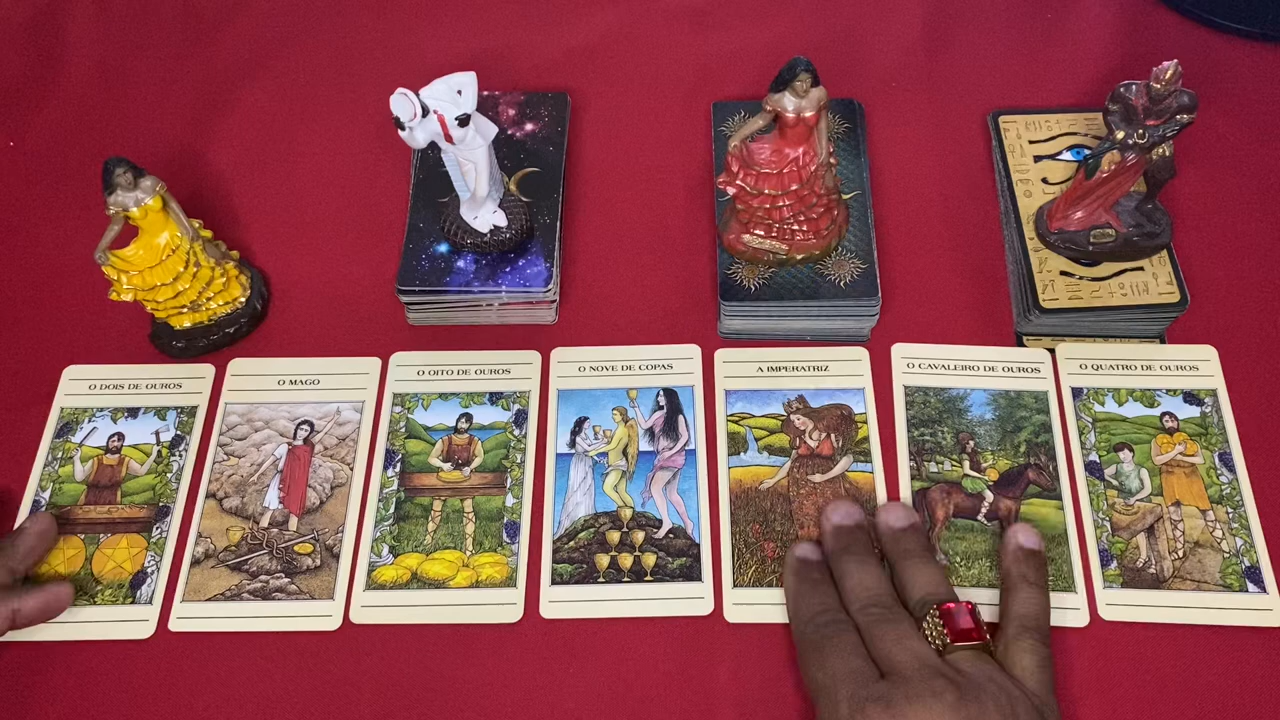 O DOIS DE OUROS
O MAGO
O OITO DE OUROS
O NOVE DE COPAS
A IMPERATRIZ
O CAVALEIRO DE OUROS
O QUATRO DE OUROS